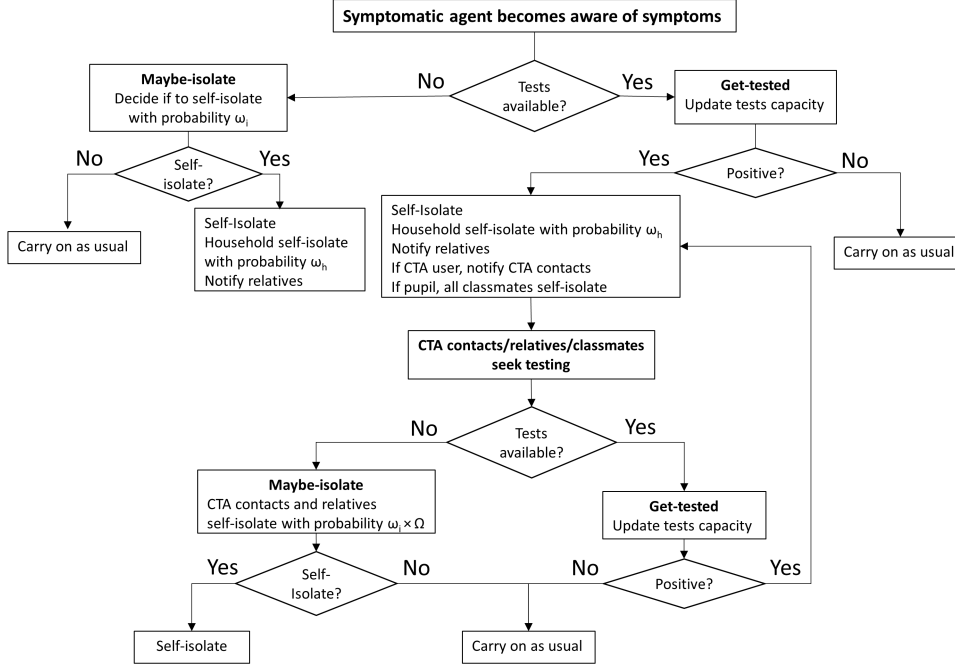 Symptomatic agent becomes aware of symptoms
No
Tests
available?
Yes
Maybe-isolate
Decide if to self-isolate
with probability ωi
Get-tested
Update tests capacity
No
Self-
isolate?
Yes
Yes
Positive?
No
Carry on as usual
Self-Isolate
Household self-isolate
with probability ωh
Notify relatives
Self-Isolate
Household self-isolate with probability ωh
Notify relatives
If CTA user, notify CTA contacts
If pupil, all classmates self-isolate
Carry on as usual
CTA contacts/relatives/classmates
seek testing
No
Tests
available?
Yes
Maybe-isolate
CTA contacts and relatives
self-isolate with probability ωi × Ω
Get-tested
Update tests capacity
Yes
Self-
Isolate?
No
No
Positive?
Yes
Self-isolate
Carry on as usual